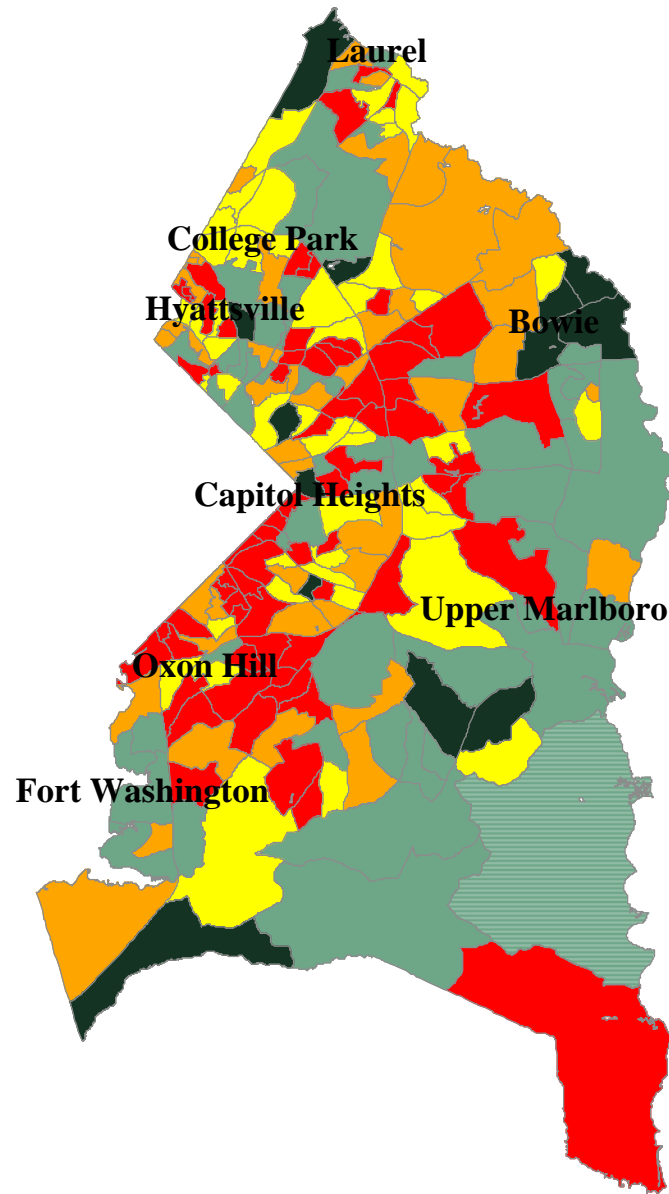 Laurel
College Park
Hyattsville
Bowie
Capitol Heights
Upper Marlboro
Oxon Hill
Fort Washington